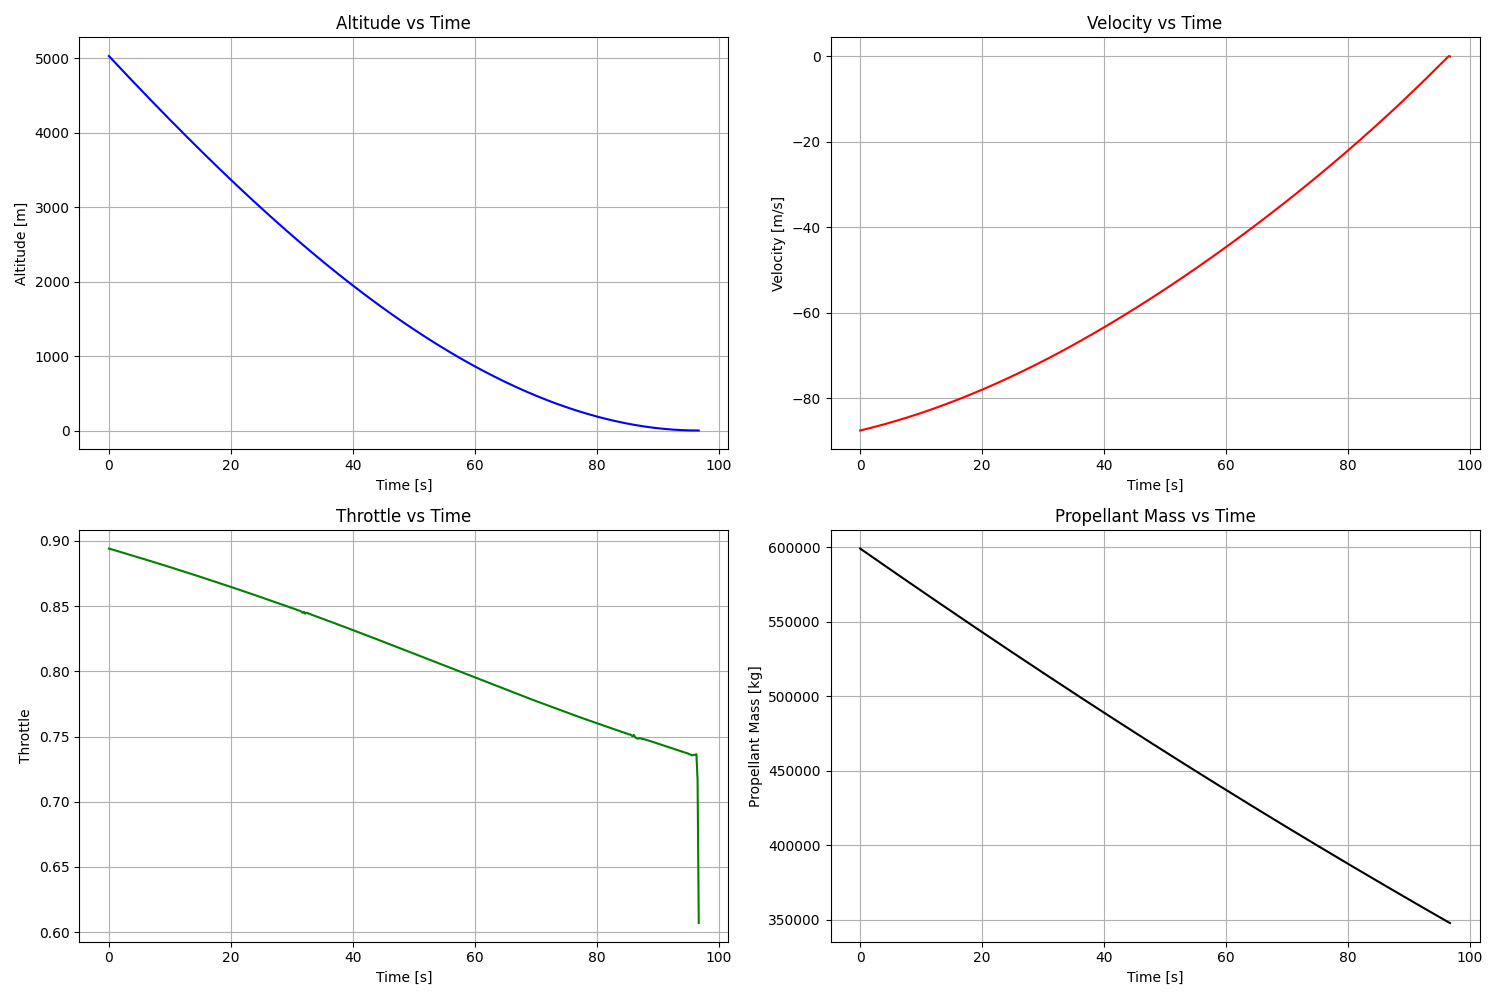 Altitude vs Time
Altitude [m]
5000
4000
3000
2000
1000
0
0 20 40 60 80 100
Time [s]
Velocity vs Time
Velocity [m/s]
0
−20
−40
−60
−80
0 20 40 60 80 100
Time [s]
Throttle vs Time
Throttle
0.90
0.85
0.80
0.75
0.70
0.65
0.60
0 20 40 60 80 100
Time [s]
Propellant Mass vs Time
Propellant Mass [kg]
600000
550000
500000
450000
400000
350000
0 20 40 60 80 100
Time [s]